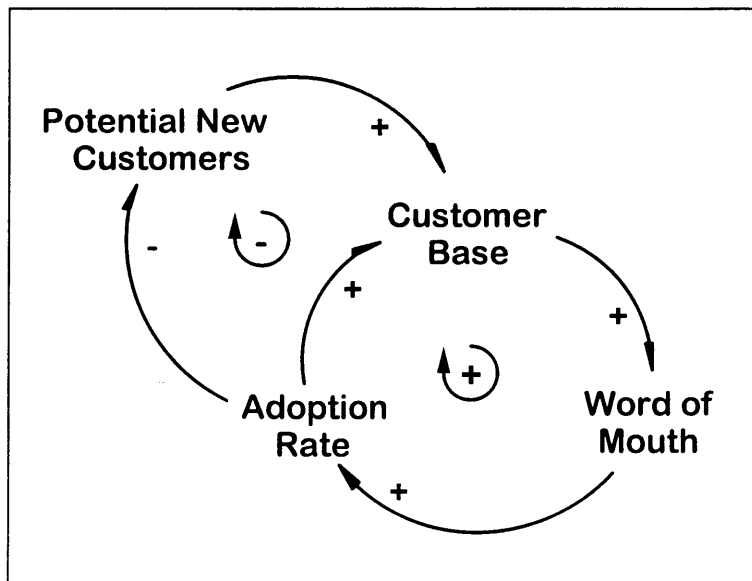 Potential New
Customers
+
Customer
Base
-
-
+
+
+
Adoption
Rate
Word of
Mouth
+